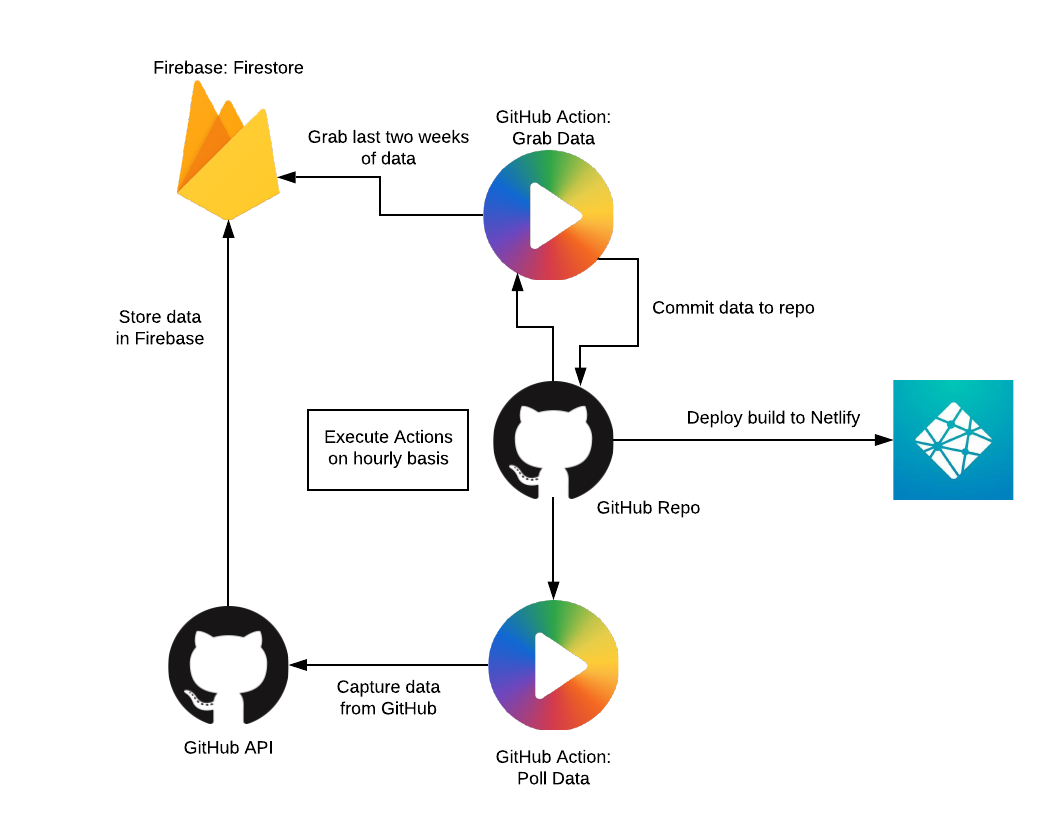 Firebase: Firestore
GitHub Action:
Grab Data
Grab last two weeks
of data
Commit data to repo
Store data
in Firebase
Execute Actions
on hourly basis
Deploy build to Netlify
GitHub Repo
Capture data
from GitHub
GitHub API
GitHub Action:
Poll Data